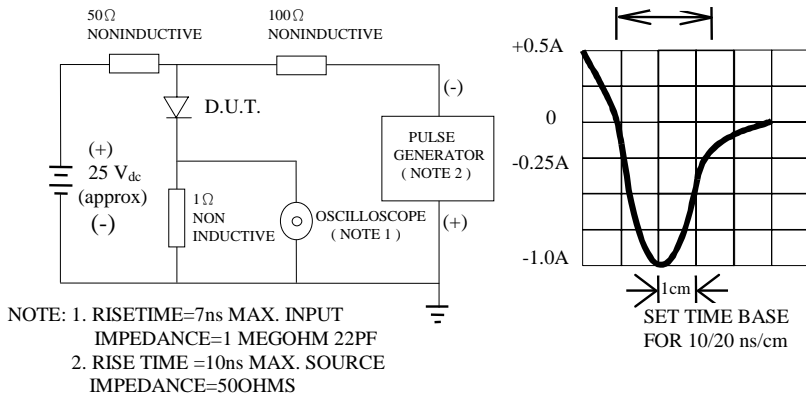 50Ω
NONINDUCTIVE
100Ω
NONINDUCTIVE
D.U.T.
(-)
PULSE
GENERATOR
( NOTE 2 )
(+)
(+)
25 Vdc
(approx)
(-)
1Ω
NON
INDUCTIVE
OSCILLOSCOPE
( NOTE 1 )
NOTE: 1. RISETIME=7ns MAX. INPUT
IMPEDANCE=1 MEGOHM 22PF
2. RISE TIME =10ns MAX. SOURCE
IMPEDANCE=50OHMS
+0.5A
0
-0.25A
-1.0A
1cm
SET TIME BASE
FOR 10/20 ns/cm